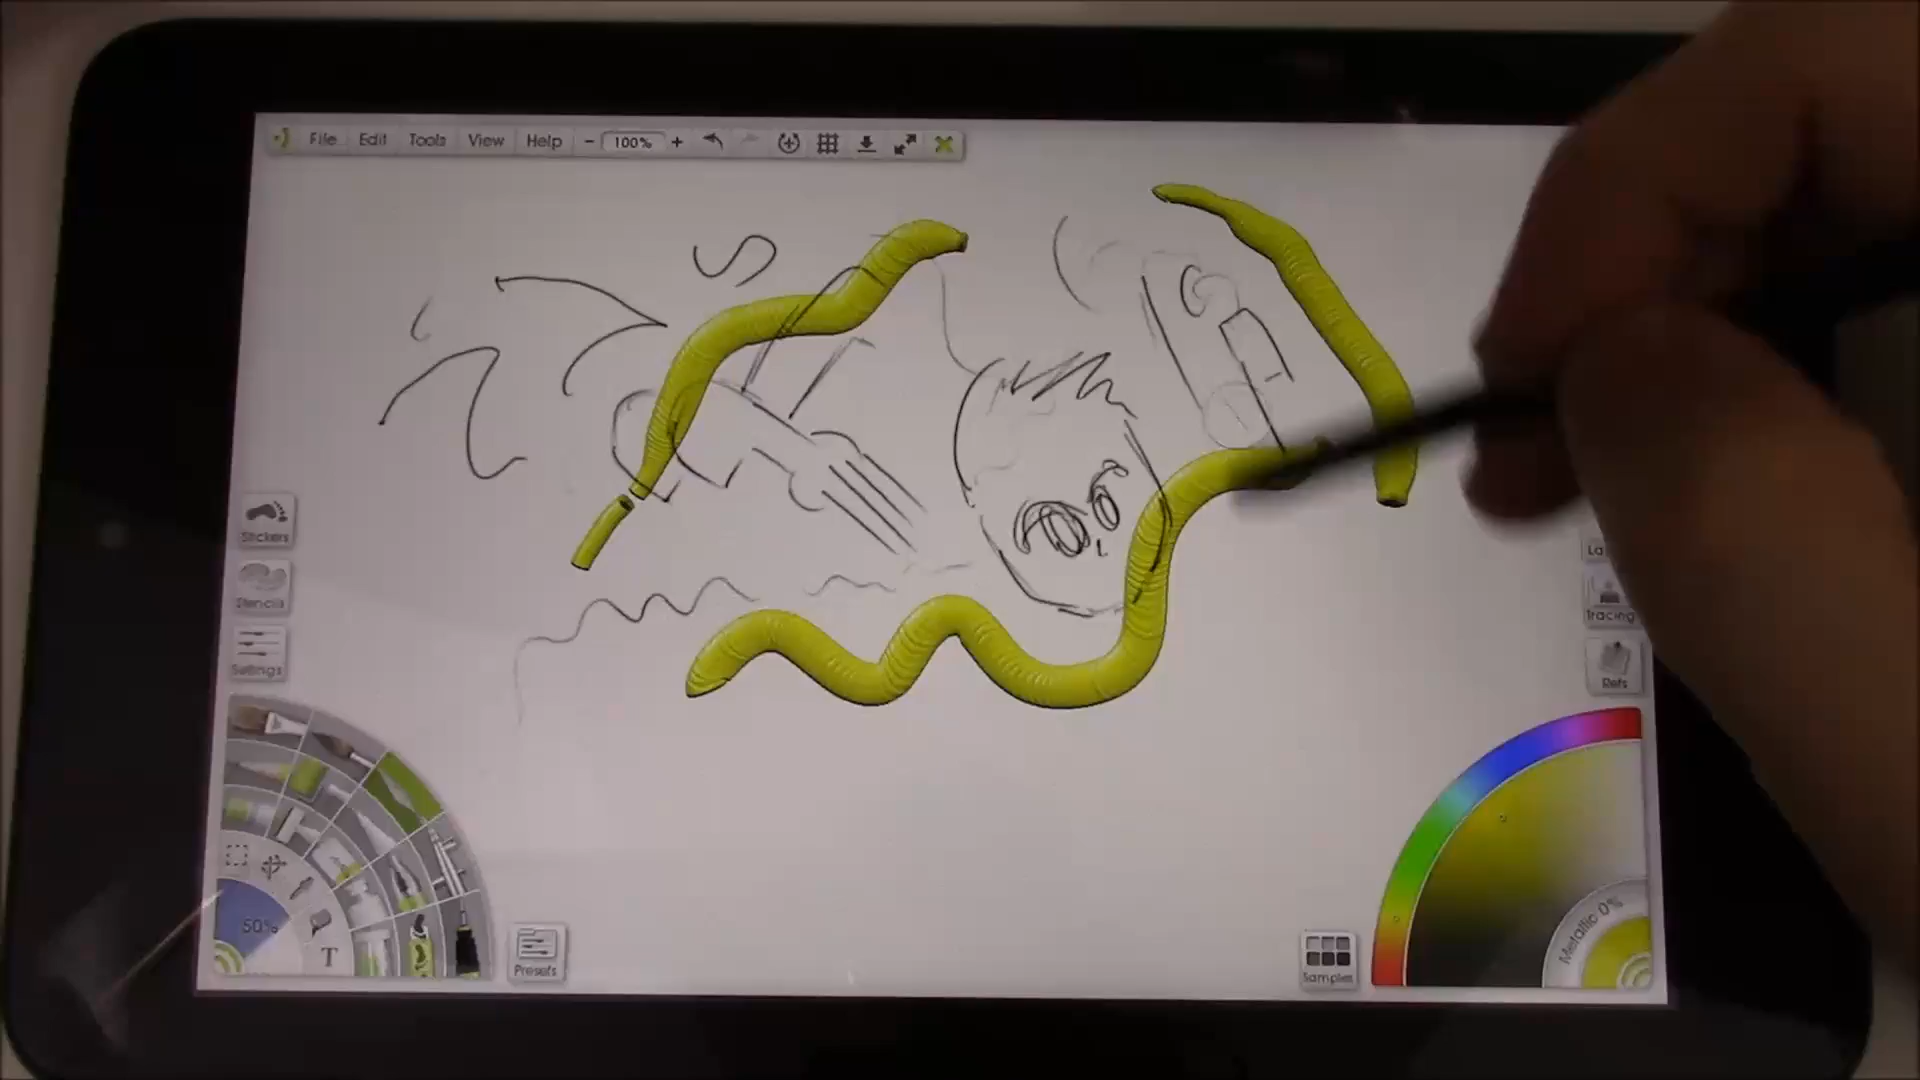 File Edit Tools View Help − 100% +
Stickers
Stencils
Settings
Tracing
Refs
Metallic 0%
50%
T
Presets
Samples